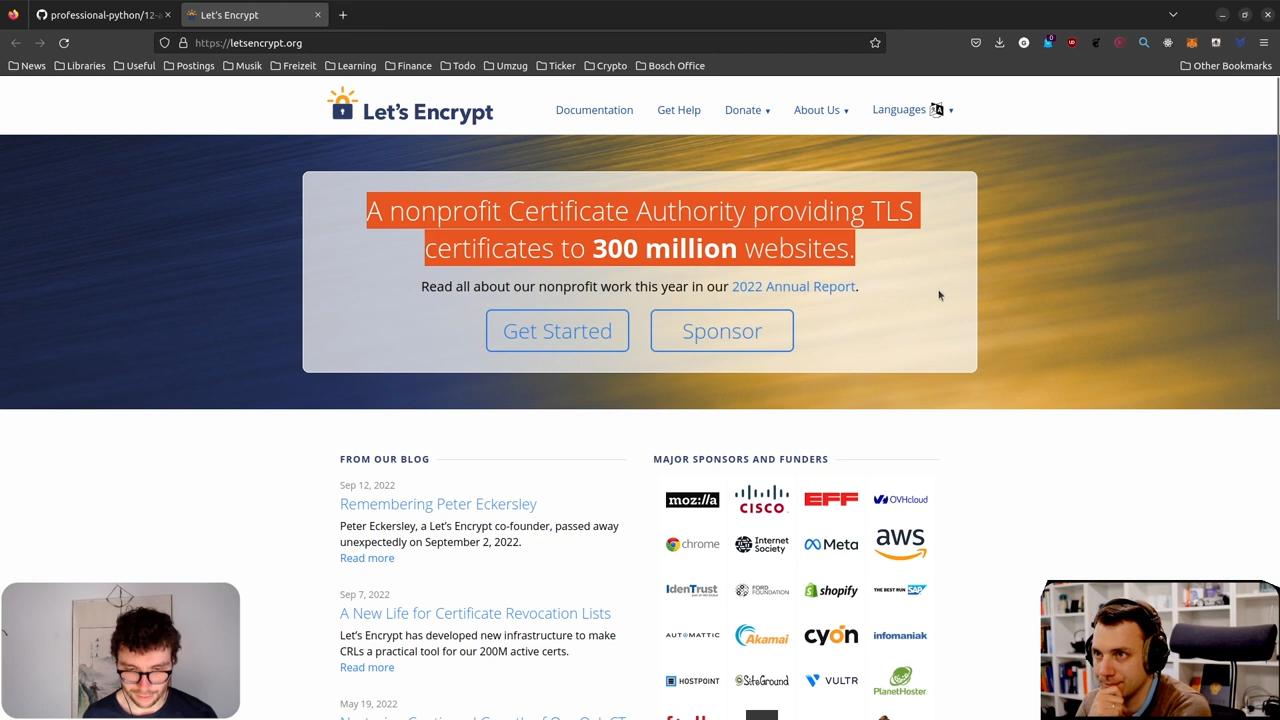 professional-python/12-
Let's Encrypt
https://letsencrypt.org
News Libraries Useful Postings Musik Freizeit Learning Finance Todo Umzug Ticker Crypto Bosch Office Other Bookmarks
Let's Encrypt
Documentation Get Help Donate About Us Languages
A nonprofit Certificate Authority providing TLS
certificates to 300 million websites.
Read all about our nonprofit work this year in our 2022 Annual Report.
Get Started Sponsor
FROM OUR BLOG
Sep 12, 2022
Remembering Peter Eckersley
Peter Eckersley, a Let's Encrypt co-founder, passed away
unexpectedly on September 2, 2022.
Read more
Sep 7, 2022
A New Life for Certificate Revocation Lists
Let's Encrypt has developed new infrastructure to make
CRLs a practical tool for our 200M active certs.
Read more
May 19, 2022
MAJOR SPONSORS AND FUNDERS
moz://a CISCO EFF OVHcloud
chrome Internet Society Meta aws
IdenTrust FORD FOUNDATION shopify THE BEST RUN SAP
AUTOMATTIC Akamai cyon infomaniak
HOSTPOINT SiteGround VULTR PlanetHoster